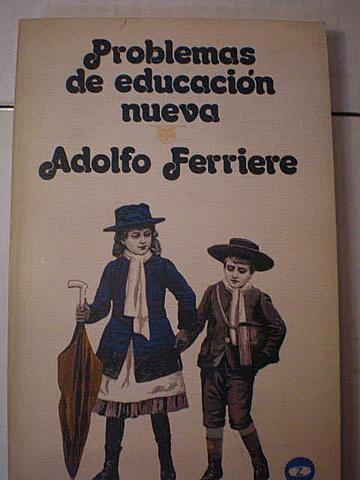 Problemas
de educación
nueva
Adolfo Ferriere